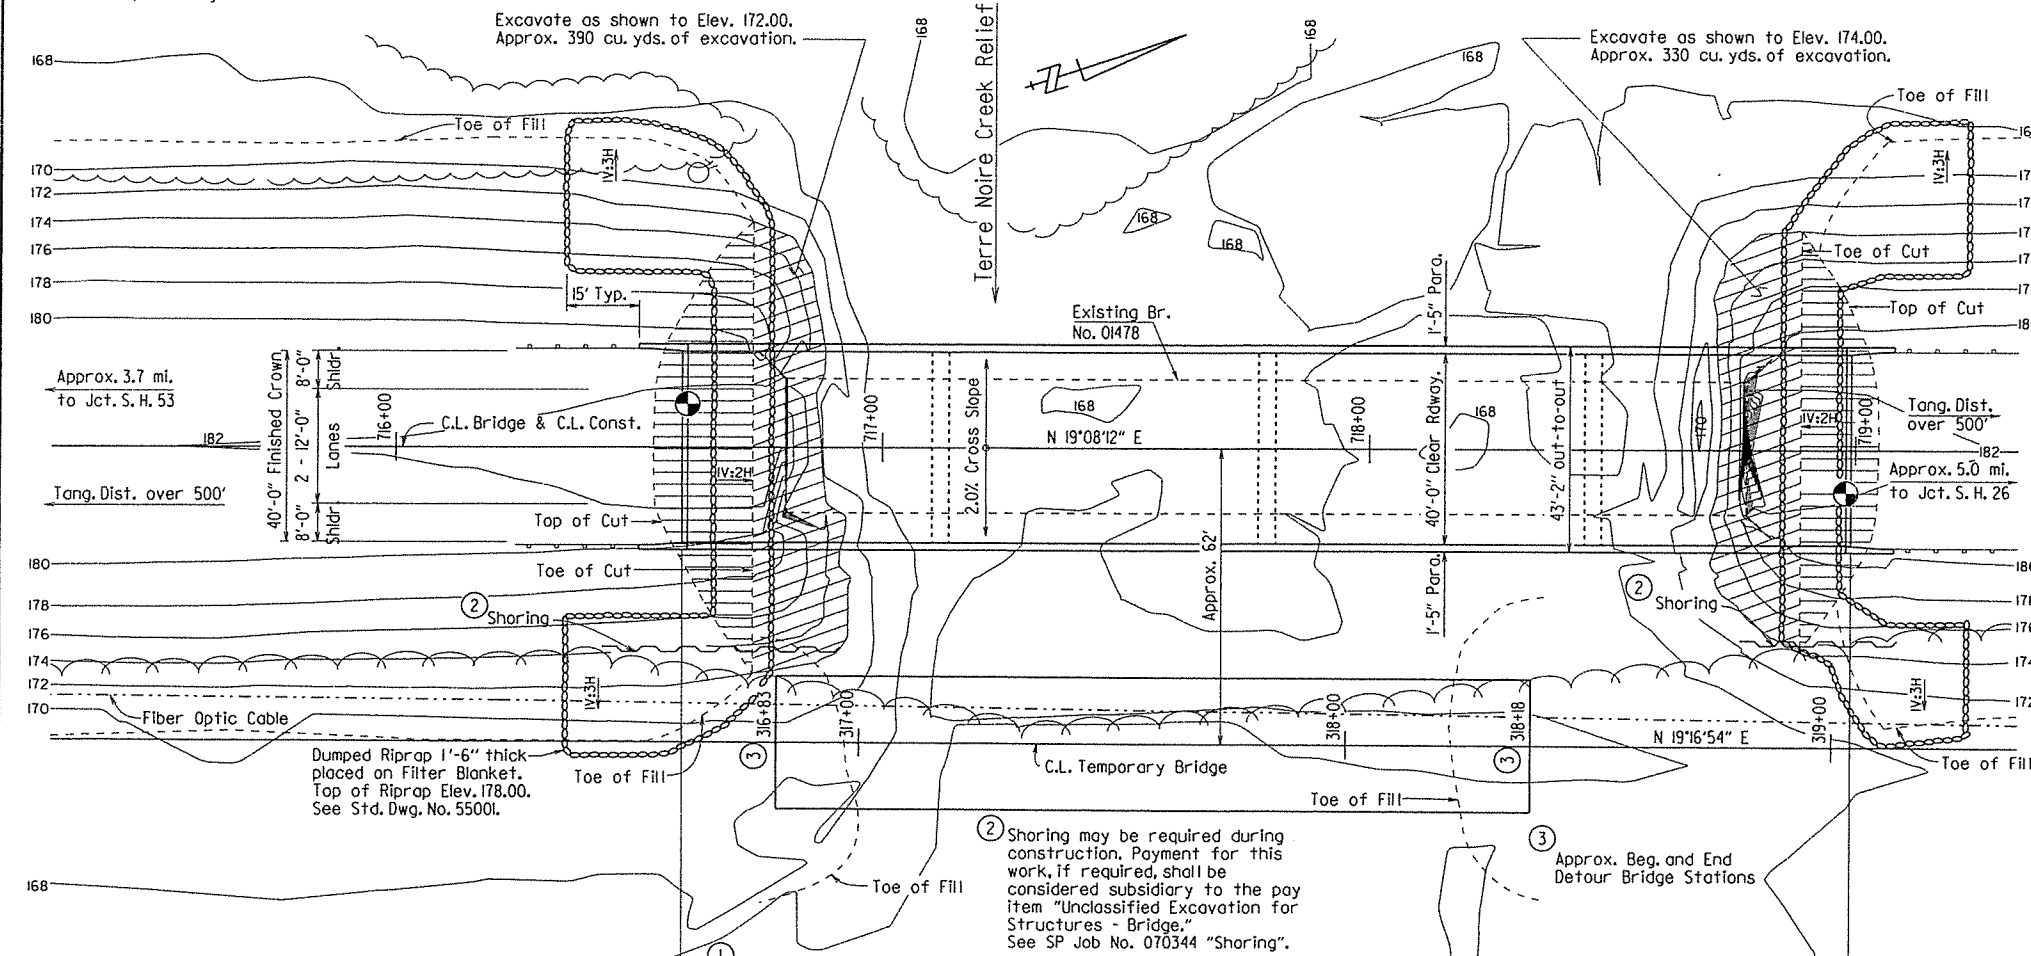 Excavate as shown to Elev. 172.00.
Approx. 390 cu. yds. of excavation.
Terre Noire Creek Relief
168
168
168
Excavate as shown to Elev. 174.00.
Approx. 330 cu. yds. of excavation.
168
Toe of Fill
Toe of Fill
1V:3H
1V:3H
170
172
174
176
178
180
168
168
Toe of Cut
Top of Cut
15' Typ.
Existing Br.
No. 01478
1'-5" Para.
Approx. 3.7 mi.
to Jct. S. H. 53
40'-0" Finished Crown
8'-0"
Shldr.
2 - 12'-0"
Lanes
8'-0"
Shldr.
182
716+00
C.L. Bridge & C.L. Const.
717+00
2.0% Cross Slope
168
N 19°08'12" E
718+00
40'-0" Clear Rdway.
168
43'-2" out-to-out
170
1V:2H
719+00
Tang. Dist.
over 500'
182
Approx. 5.0 mi.
to Jct. S. H. 26
Tang. Dist. over 500'
1V:2H
Top of Cut
Toe of Cut
Approx. 62'
1'-5" Para.
180
178
176
174
172
170
2
Shoring
2
Shoring
176
1V:3H
1V:3H
Fiber Optic Cable
316+83
317+00
318+00
318+18
319+00
N 19°16'54" E
3
3
C.L. Temporary Bridge
Dumped Riprap 1'-6" thick
placed on Filter Blanket.
Top of Riprap Elev. 178.00.
See Std. Dwg. No. 55001.
Toe of Fill
Toe of Fill
Toe of Fill
168
Toe of Fill
2 Shoring may be required during
construction. Payment for this
work, if required, shall be
considered subsidiary to the pay
item "Unclassified Excavation for
Structures - Bridge."
See SP Job No. 070344 "Shoring".
3 Approx. Beg. and End
Detour Bridge Stations
1